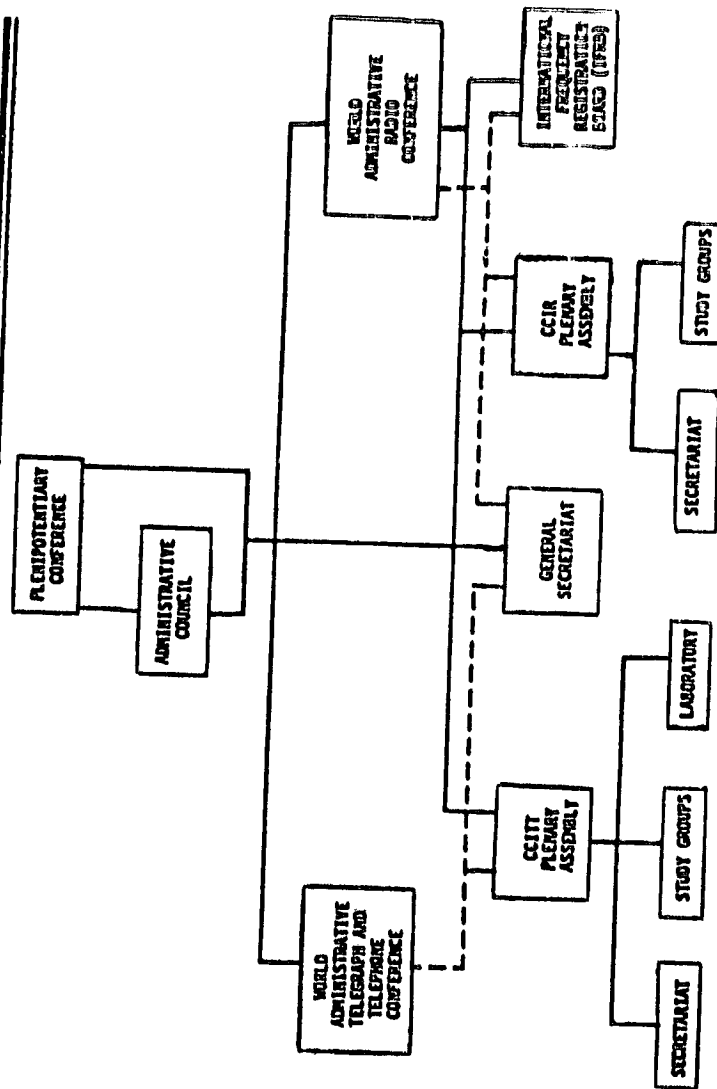 PLENIPOTENTIARY
CONFERENCE
ADMINISTRATIVE
COUNCIL
WORLD
ADMINISTRATIVE
TELEGRAPH AND
TELEPHONE
CONFERENCE
WORLD
ADMINISTRATIVE
RADIO
CONFERENCE
CCITT
PLENARY
ASSEMBLY
GENERAL
SECRETARIAT
CCIR
PLENARY
ASSEMBLY
INTERNATIONAL
FREQUENCY
REGISTRATION
BOARD (IFRB)
SECRETARIAT
STUDY GROUPS
LABORATORY
SECRETARIAT
STUDY GROUPS